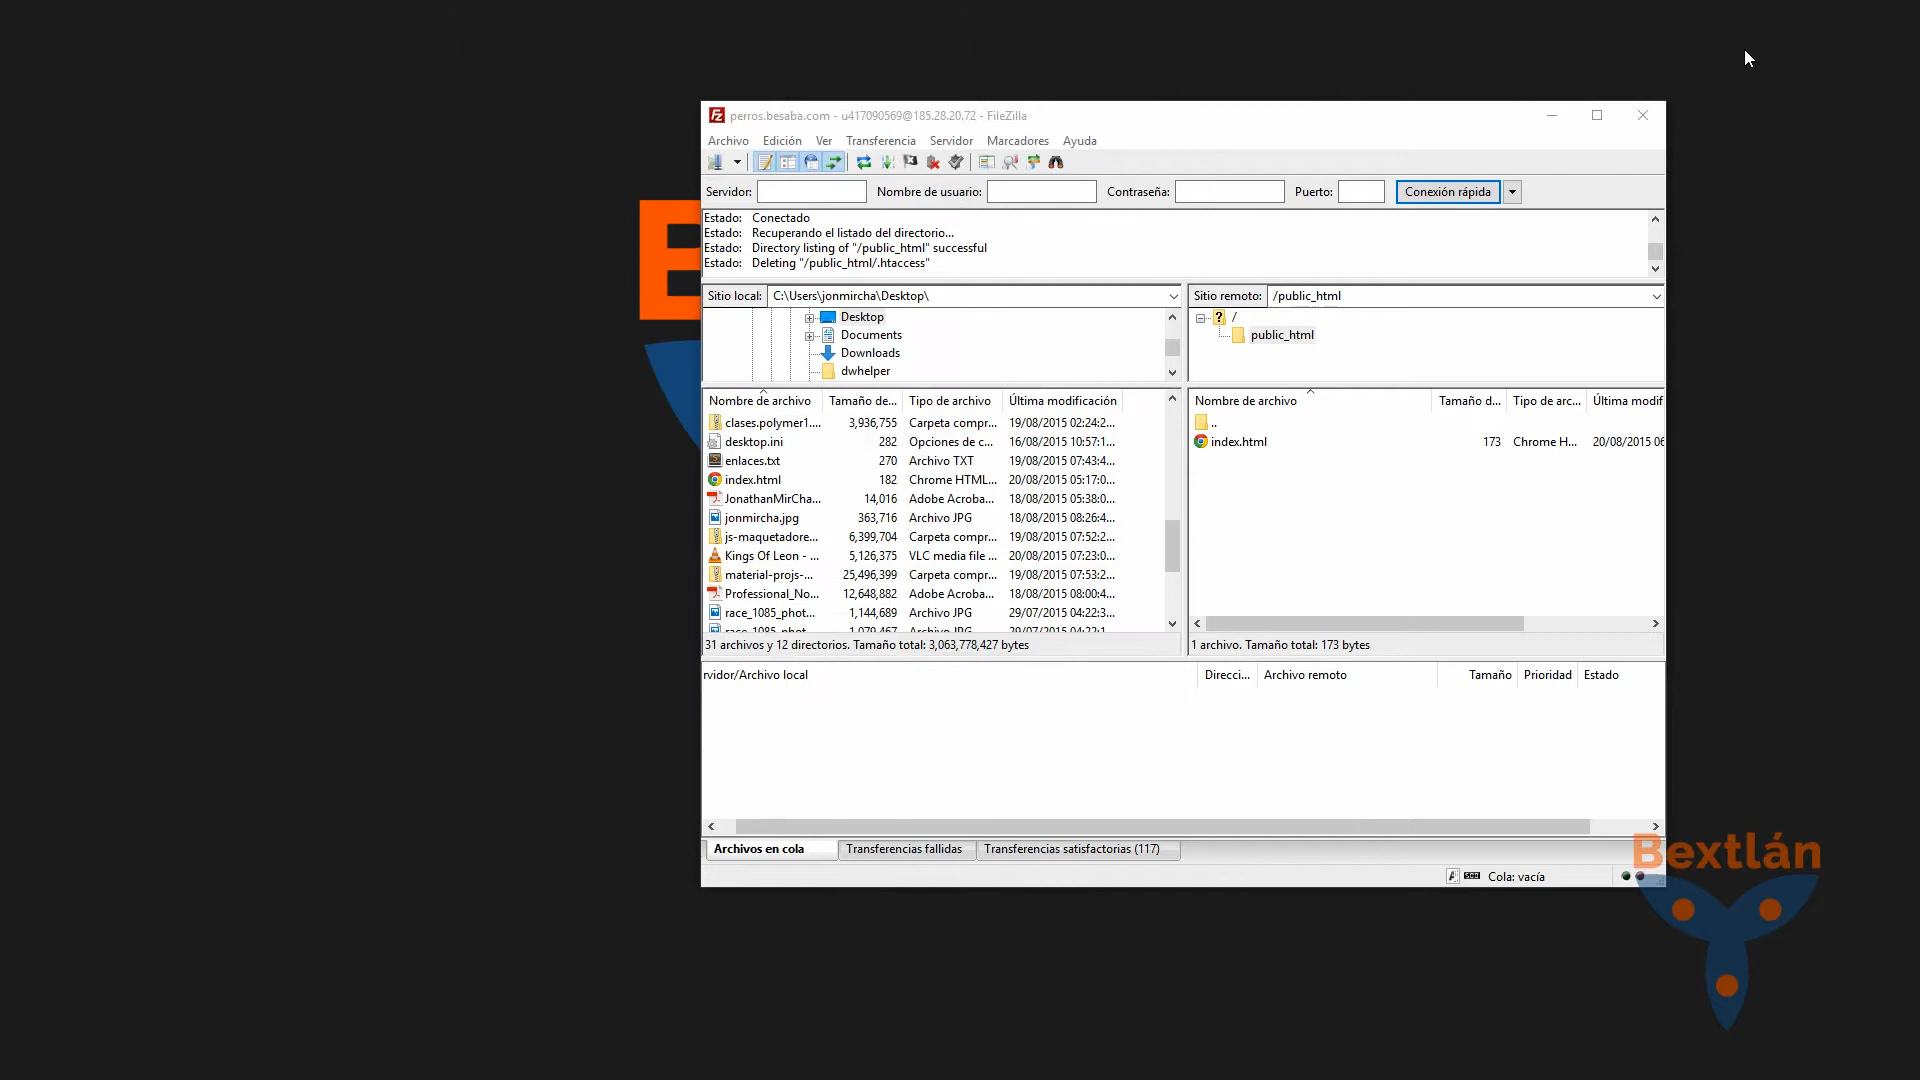 perros.besaba.com - u417090569@185.28.20.72 - FileZilla
Archivo Edición Ver Transferencia Servidor Marcadores Ayuda
Servidor: Nombre de usuario: Contraseña: Puerto: Conexión rápida
Estado: Conectado
Estado: Recuperando el listado del directorio...
Estado: Directory listing of "/public_html" successful
Estado: Deleting "/public_html/.htaccess"
Sitio local: C:\Users\jonmircha\Desktop\
Desktop
Documents
Downloads
dwhelper
Sitio remoto: /public_html
? /
public_html
Nombre de archivo Tamaño de... Tipo de archivo Última modificación
clases.polymer1.... 3,936,755 Carpeta compr... 19/08/2015 02:24:2...
desktop.ini 282 Opciones de c... 16/08/2015 10:57:1...
enlaces.txt 270 Archivo TXT 19/08/2015 07:43:4...
index.html 182 Chrome HTML... 20/08/2015 05:17:0...
JonathanMirCha... 14,016 Adobe Acroba... 18/08/2015 05:38:0...
jonmircha.jpg 363,716 Archivo JPG 18/08/2015 08:26:4...
js-maquetadore... 6,399,704 Carpeta compr... 19/08/2015 07:52:2...
Kings Of Leon - ... 5,126,375 VLC media file ... 20/08/2015 07:23:0...
material-projs-... 25,496,399 Carpeta compr... 19/08/2015 07:53:2...
Professional_No... 12,648,882 Adobe Acroba... 18/08/2015 08:00:4...
race_1085_phot... 1,144,689 Archivo JPG 29/07/2015 04:22:3...
race_1085_phot... 1,079,467 Archivo JPG 29/07/2015 04:22:1...
31 archivos y 12 directorios. Tamaño total: 3,063,778,427 bytes
Nombre de archivo Tamaño d... Tipo de arc... Última modif
..
index.html 173 Chrome H... 20/08/2015 06
1 archivo. Tamaño total: 173 bytes
rvidor/Archivo local Direcci... Archivo remoto Tamaño Prioridad Estado
Archivos en cola Transferencias fallidas Transferencias satisfactorias (117)
Cola: vacía
Bextlán